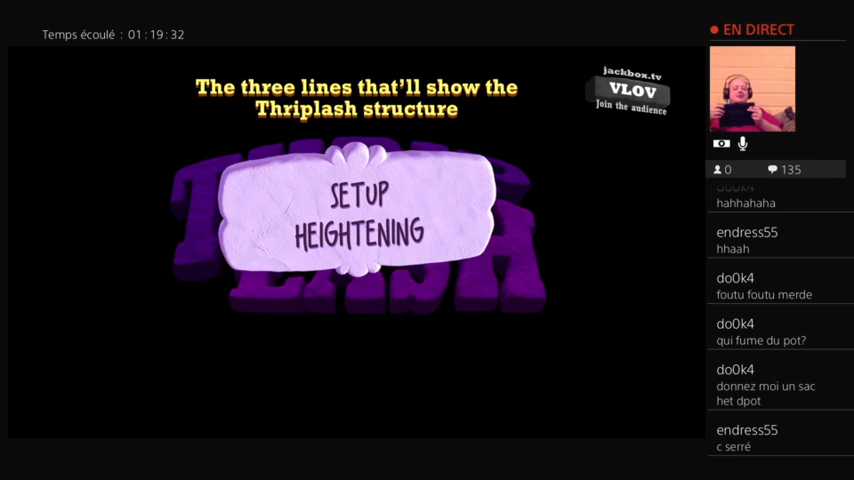 Temps écoulé : 01:19:32
EN DIRECT
The three lines that'll show the
Thriplash structure
jackbox.tv
VLOV
Join the audience
SETUP
HEIGHTENING
0
135
do0k4
hahhahaha
endress55
hhaah
do0k4
foutu foutu merde
do0k4
qui fume du pot?
do0k4
donnez moi un sac
het dpot
endress55
c serré